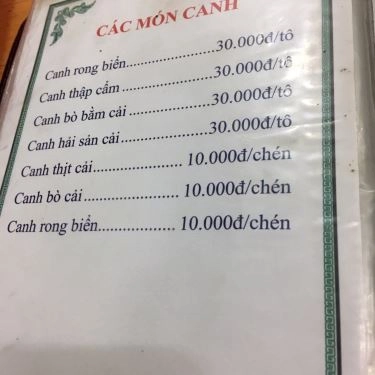 CÁC MÓN CANH
Canh rong biển....................30.000đ/tô
Canh thập cẩm....................30.000đ/tô
Canh bò bằm cải.................30.000đ/tô
Canh hải sản cải..................30.000đ/tô
Canh thịt cải....................... 10.000đ/chén
Canh bò cải........................ 10.000đ/chén
Canh rong biển................... 10.000đ/chén